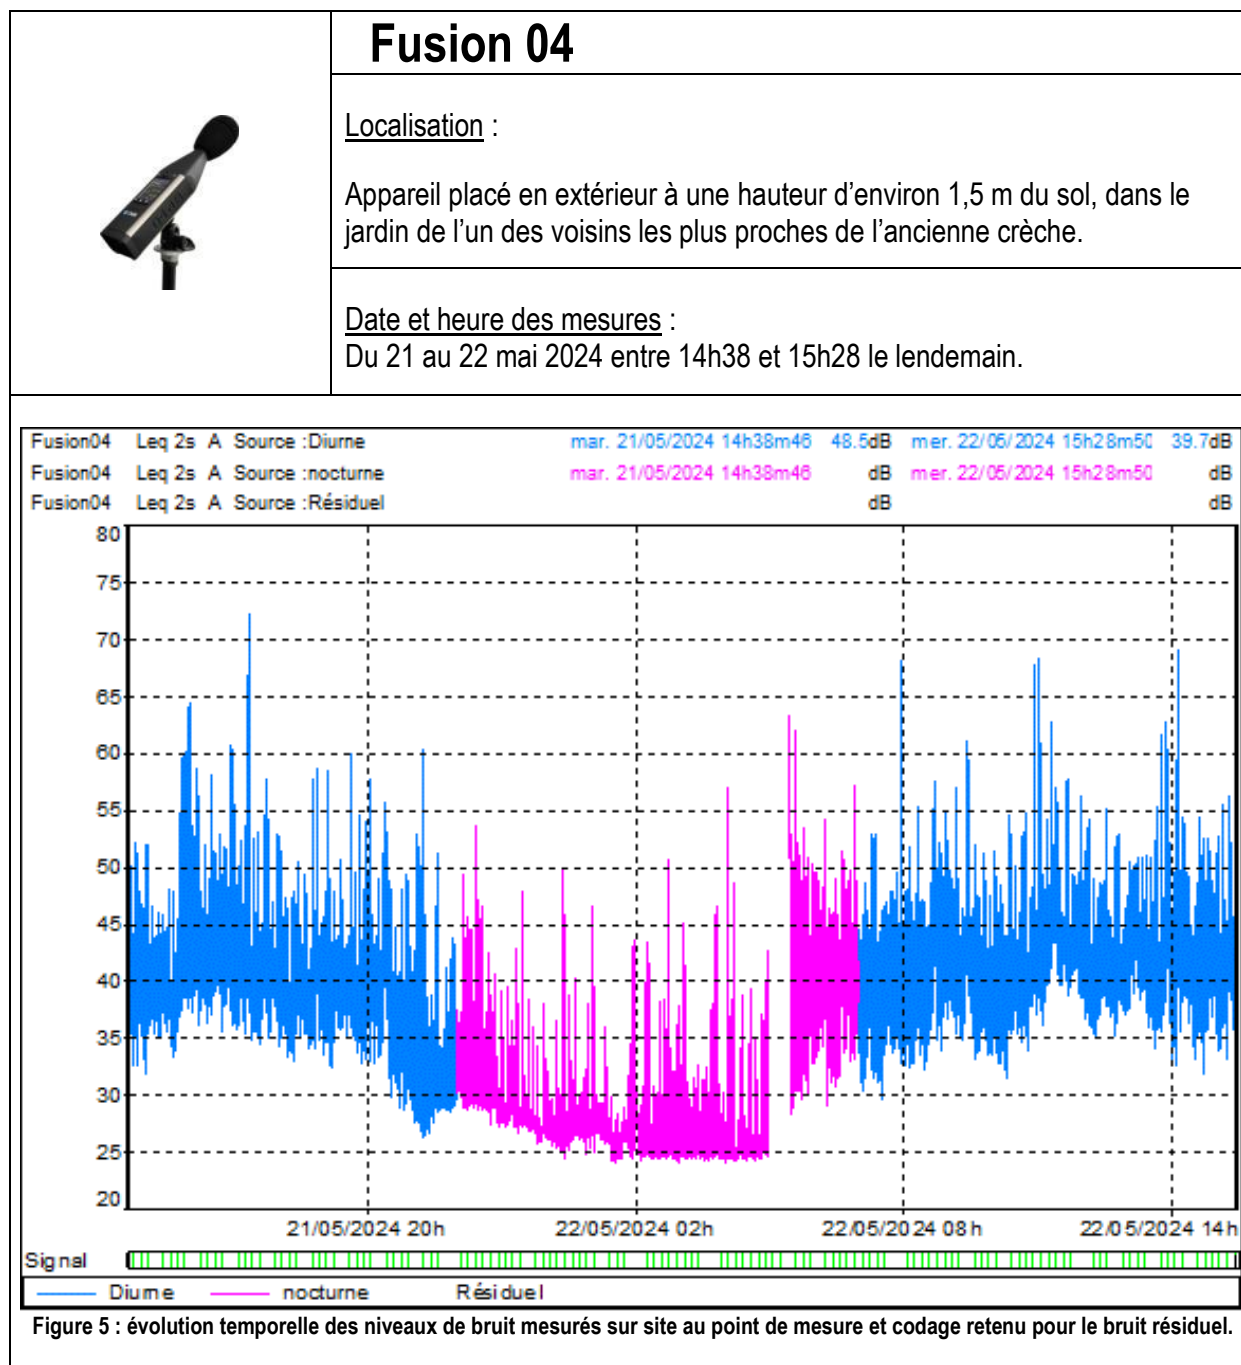 Fusion 04
Localisation :
Appareil placé en extérieur à une hauteur d'environ 1,5 m du sol, dans le
jardin de l'un des voisins les plus proches de l'ancienne crèche.
Date et heure des mesures :
Du 21 au 22 mai 2024 entre 14h38 et 15h28 le lendemain.
Fusion04 Leq 2s A Source :Diurne mar. 21/05/2024 14h38m46 48.5dB mer. 22/05/2024 15h28m50 39.7dB
Fusion04 Leq 2s A Source :nocturne mar. 21/05/2024 14h38m46 dB mer. 22/05/2024 15h28m50 dB
Fusion04 Leq 2s A Source :Résiduel dB dB
80
75
70
65
60
55
50
45
40
35
30
25
20
21/05/2024 20h 22/05/2024 02h 22/05/2024 08h 22/05/2024 14h
Signal
Diurne nocturne Résiduel
Figure 5 : évolution temporelle des niveaux de bruit mesurés sur site au point de mesure et codage retenu pour le bruit résiduel.